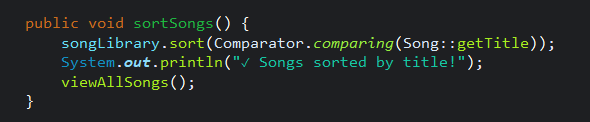 public void sortSongs() {
songLibrary.sort(Comparator.comparing(Song::getTitle));
System.out.println("✓ Songs sorted by title!");
viewAllSongs();
}